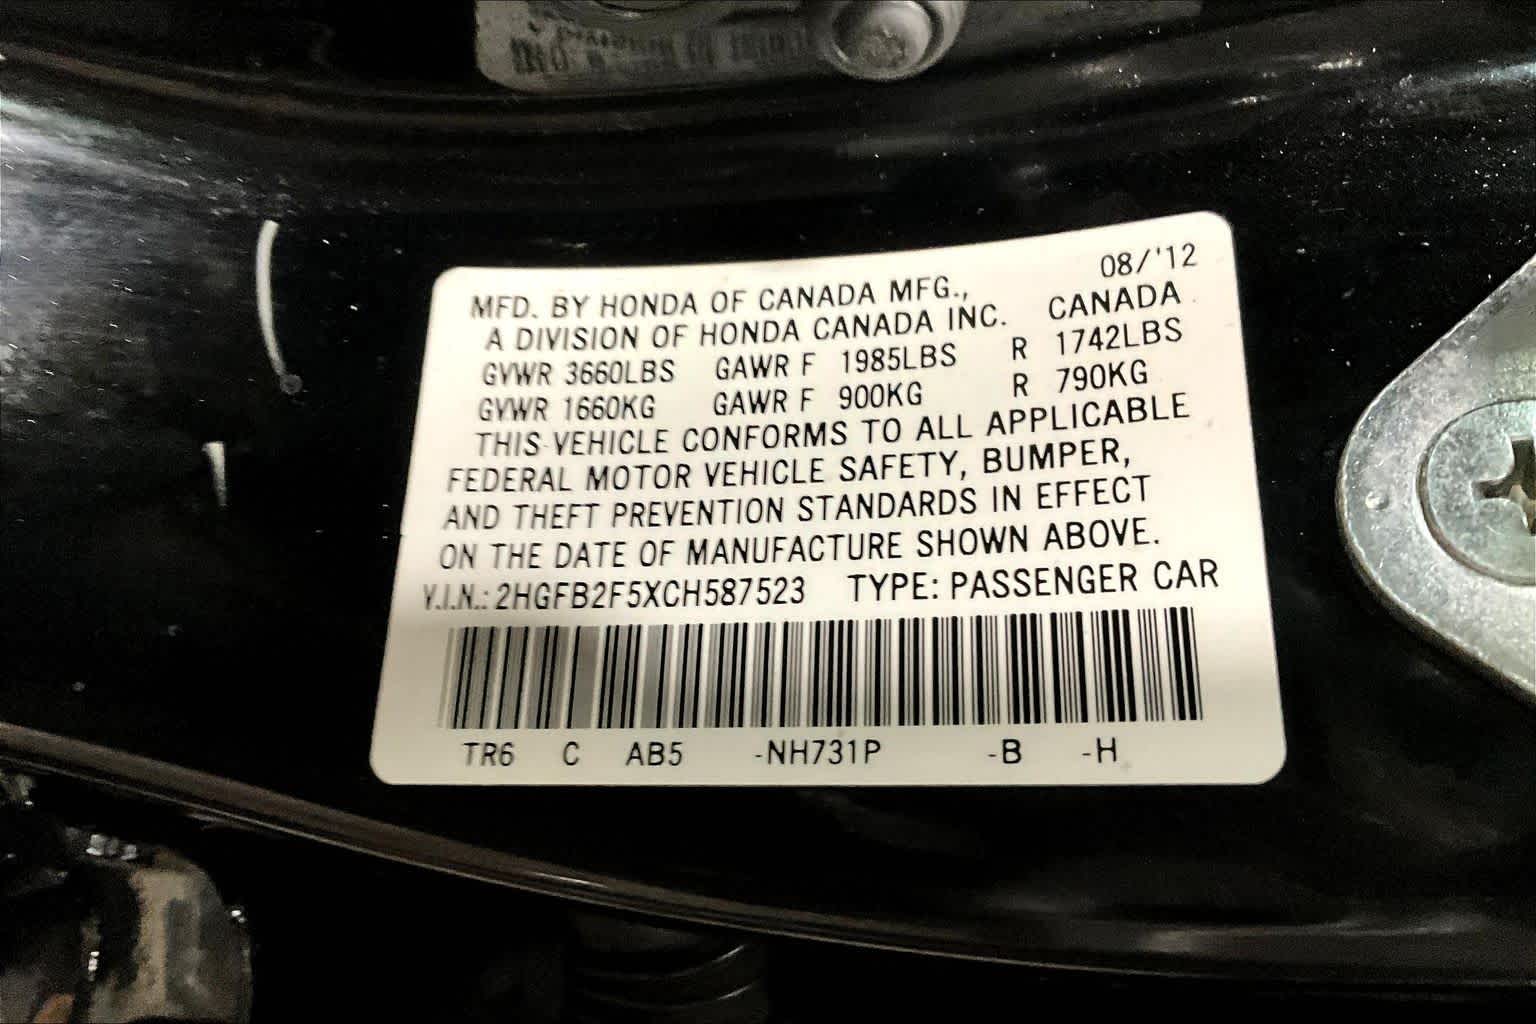 08/'12
MFD. BY HONDA OF CANADA MFG.,
A DIVISION OF HONDA CANADA INC. CANADA
GVWR 3660LBS GAWR F 1985LBS R 1742LBS
GVWR 1660KG GAWR F 900KG R 790KG
THIS VEHICLE CONFORMS TO ALL APPLICABLE
FEDERAL MOTOR VEHICLE SAFETY, BUMPER,
AND THEFT PREVENTION STANDARDS IN EFFECT
ON THE DATE OF MANUFACTURE SHOWN ABOVE.
V.I.N.: 2HGFB2F5XCH587523 TYPE: PASSENGER CAR
TR6 C AB5 -NH731P -B -H